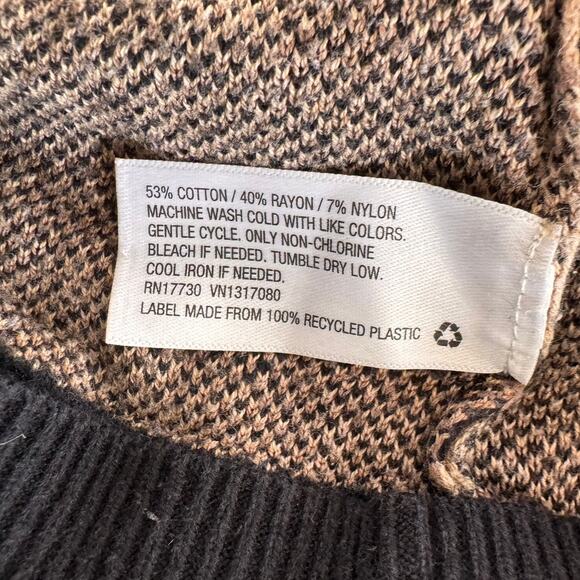 53% COTTON / 40% RAYON / 7% NYLON
MACHINE WASH COLD WITH LIKE COLORS.
GENTLE CYCLE. ONLY NON-CHLORINE
BLEACH IF NEEDED. TUMBLE DRY LOW.
COOL IRON IF NEEDED.
RN17730 VN1317080
LABEL MADE FROM 100% RECYCLED PLASTIC